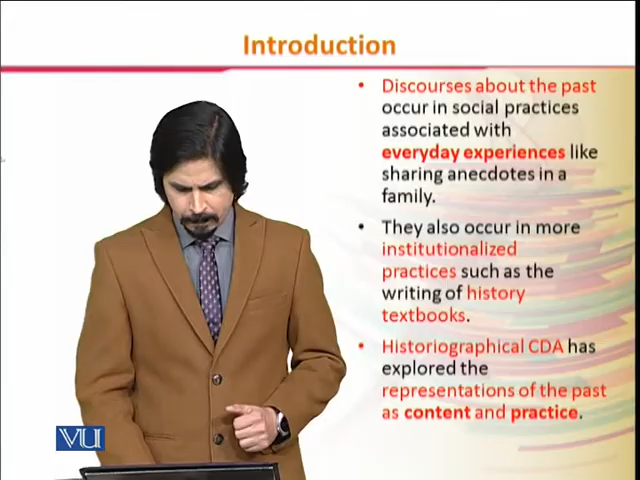 Introduction
• Discourses about the past
occur in social practices
associated with
everyday experiences like
sharing anecdotes in a
family.
• They also occur in more
institutionalized
practices such as the
writing of history
textbooks.
• Historiographical CDA has
explored the
representations of the past
as content and practice.
VU